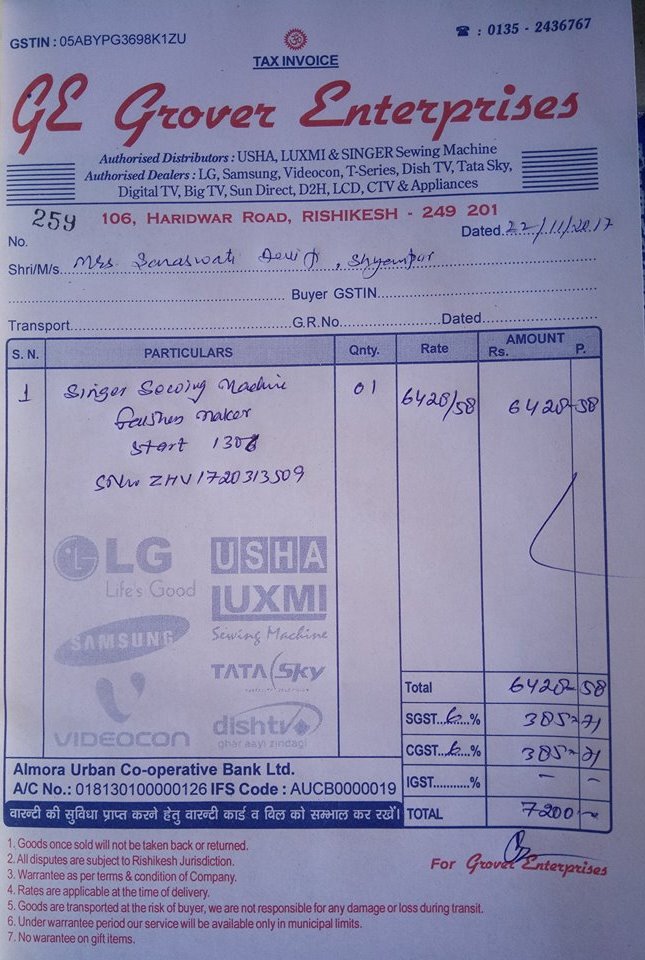 GSTIN : 05ABYPG3698K1ZU
☎ : 0135 - 2436767
TAX INVOICE
GE Grover Enterprises
Authorised Distributors : USHA, LUXMI & SINGER Sewing Machine
Authorised Dealers : LG, Samsung, Videocon, T-Series, Dish TV, Tata Sky,
Digital TV, Big TV, Sun Direct, D2H, LCD, CTV & Appliances
259 106, HARIDWAR ROAD, RISHIKESH - 249 201
No. Dated 22/11/2017
Shri/M/s Mrs Saraswati Devi, Shyampur
Buyer GSTIN
Transport G.R.No. Dated
S. N. PARTICULARS Qnty. Rate AMOUNT Rs. P.
1 Singer Sewing Machine 01 6428/58 6428-58
Fashion Maker
Start
SNo ZHV1720313509
LG USHA
Life's Good LUXMI
SAMSUNG Sewing Machine
TATA Sky
VIDEOCON dishtv
ghar aayi zindagi
Total 6428-58
SGST 6 % 385-71
CGST 6 % 385-71
IGST % - -
TOTAL 7200-
Almora Urban Co-operative Bank Ltd.
A/C No.: 018130100000126 IFS Code : AUCB0000019
वारन्टी की सुविधा प्राप्त करने हेतु वारन्टी कार्ड व बिल को सम्भाल कर रखें।
1. Goods once sold will not be taken back or returned.
2. All disputes are subject to Rishikesh Jurisdiction.
3. Warrantee as per terms & condition of Company.
4. Rates are applicable at the time of delivery.
5. Goods are transported at the risk of buyer, we are not responsible for any damage or loss during transit.
6. Under warrantee period our service will be available only in municipal limits.
7. No warantee on gift items.
For Grover Enterprises